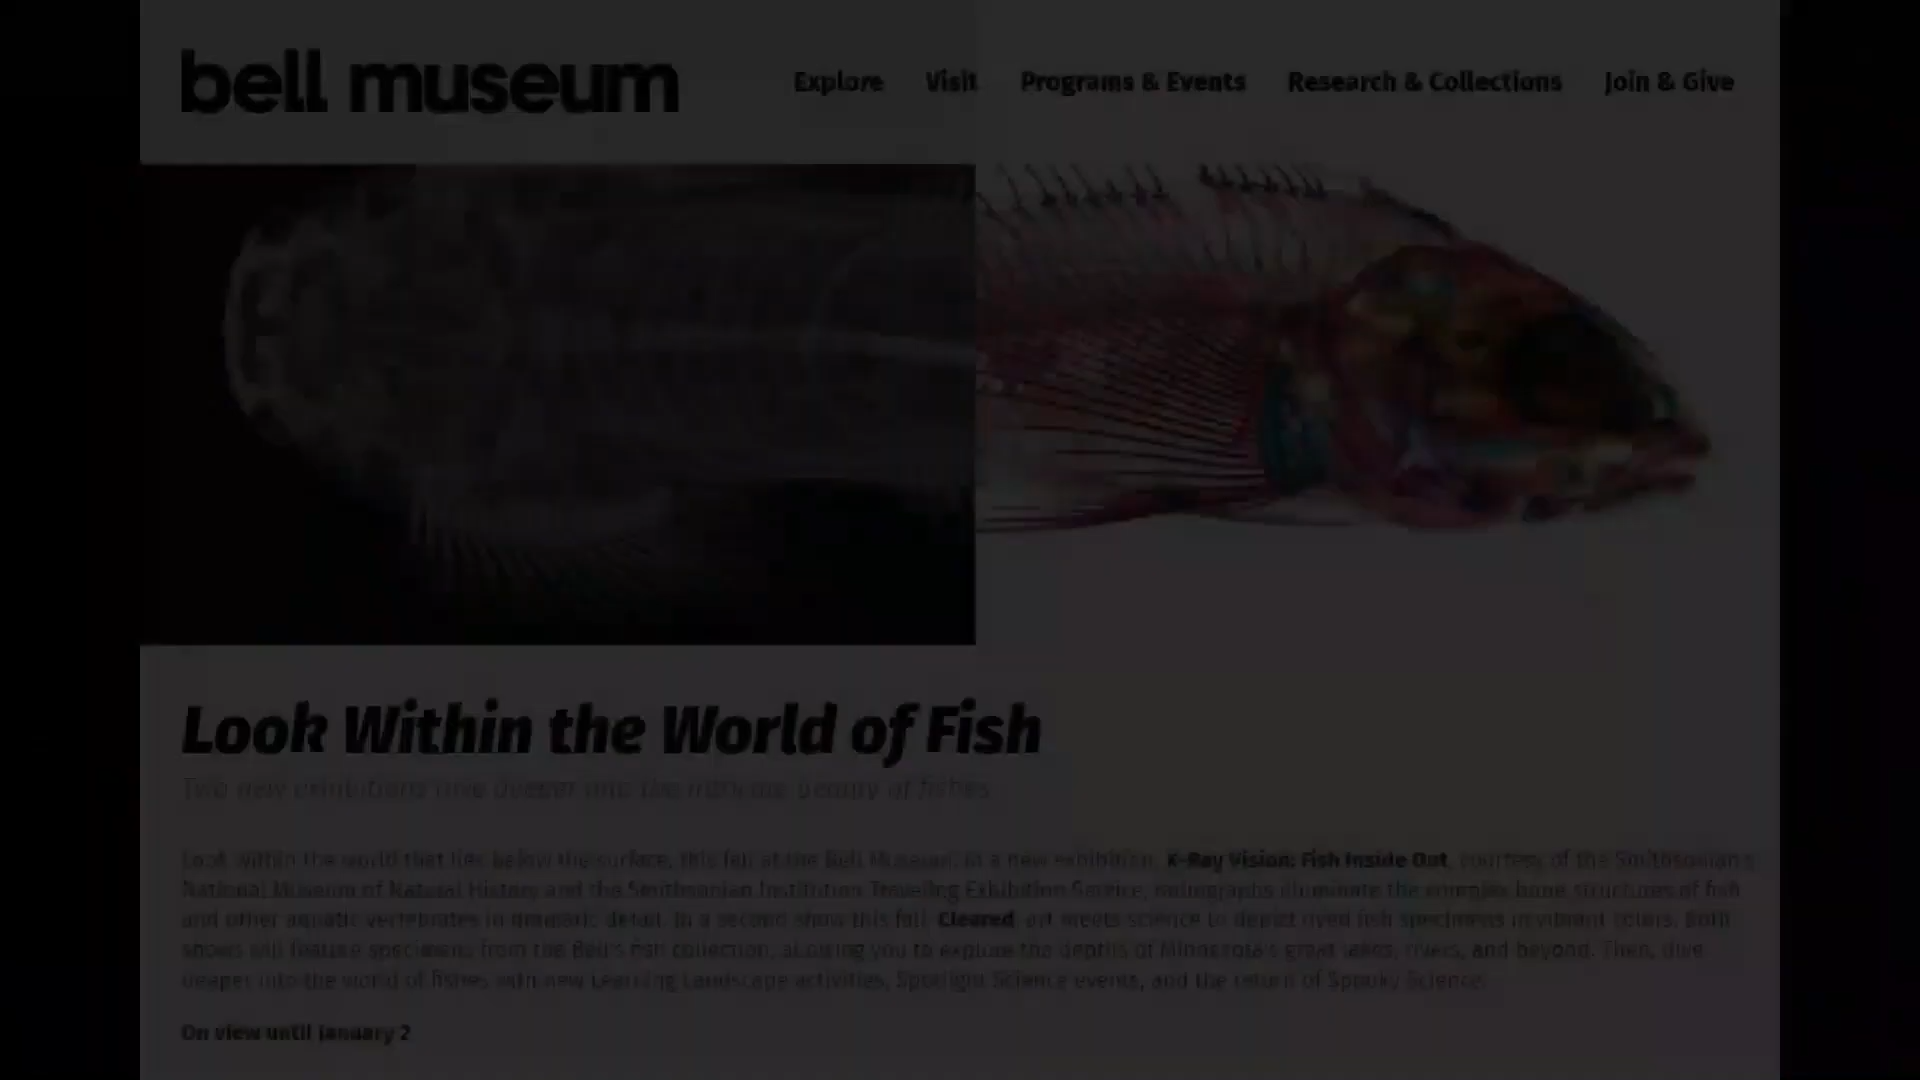 bell museum
Explore Visit Programs & Events Research & Collections Join & Give
Look Within the World of Fish
Two new exhibitions dive deeper into the intricate beauty of fishes
Look within the world that lies below the surface, this fall at the Bell Museum. In a new exhibition, X-Ray Vision: Fish Inside Out, courtesy of the Smithsonian's
National Museum of Natural History and the Smithsonian Institution Traveling Exhibition Service, radiographs illuminate the complex bone structures of fish
and other aquatic vertebrates in dramatic detail. In a second show this fall, Cleared, art meets science to depict dyed fish specimens in vibrant colors. Both
shows will feature specimens from the Bell's fish collection, allowing you to explore the depths of Minnesota's great lakes, rivers, and beyond. Then, dive
deeper into the world of fishes with new Learning Landscape activities, Spotlight Science events, and the return of Spooky Science.
On view until January 2